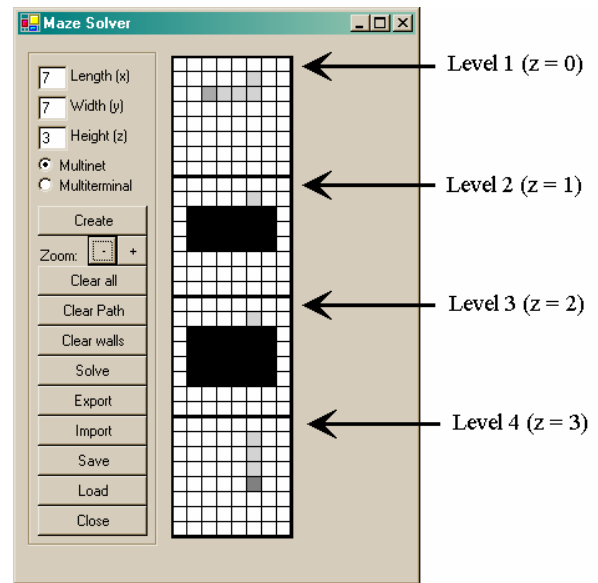 Maze Solver
7 Length (x)
7 Width (y)
3 Height (z)
Multinet
Multiterminal
Create
Zoom: - +
Clear all
Clear Path
Clear walls
Solve
Export
Import
Save
Load
Close
Level 1 (z = 0)
Level 2 (z = 1)
Level 3 (z = 2)
Level 4 (z = 3)